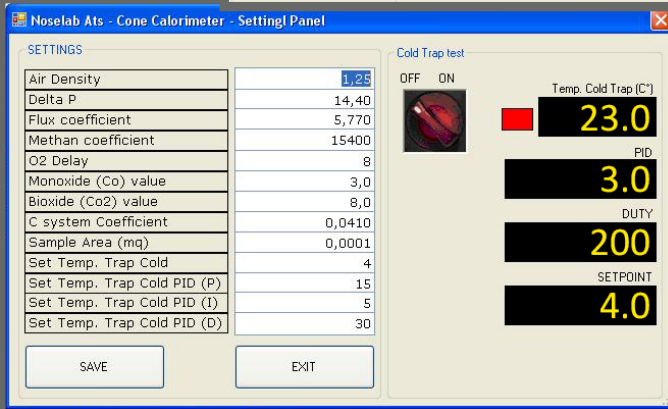 Noselab Ats - Cone Calorimeter - Settingl Panel
SETTINGS
Air Density 1,25
Delta P 14,40
Flux coefficient 5,770
Methan coefficient 15400
O2 Delay 8
Monoxide (Co) value 3,0
Bioxide (Co2) value 8,0
C system Coefficient 0,0410
Sample Area (mq) 0,0001
Set Temp. Trap Cold 4
Set Temp. Trap Cold PID (P) 15
Set Temp. Trap Cold PID (I) 5
Set Temp. Trap Cold PID (D) 30
SAVE EXIT
Cold Trap test
OFF ON
Temp. Cold Trap (C°)
23.0
PID
3.0
DUTY
200
SETPOINT
4.0